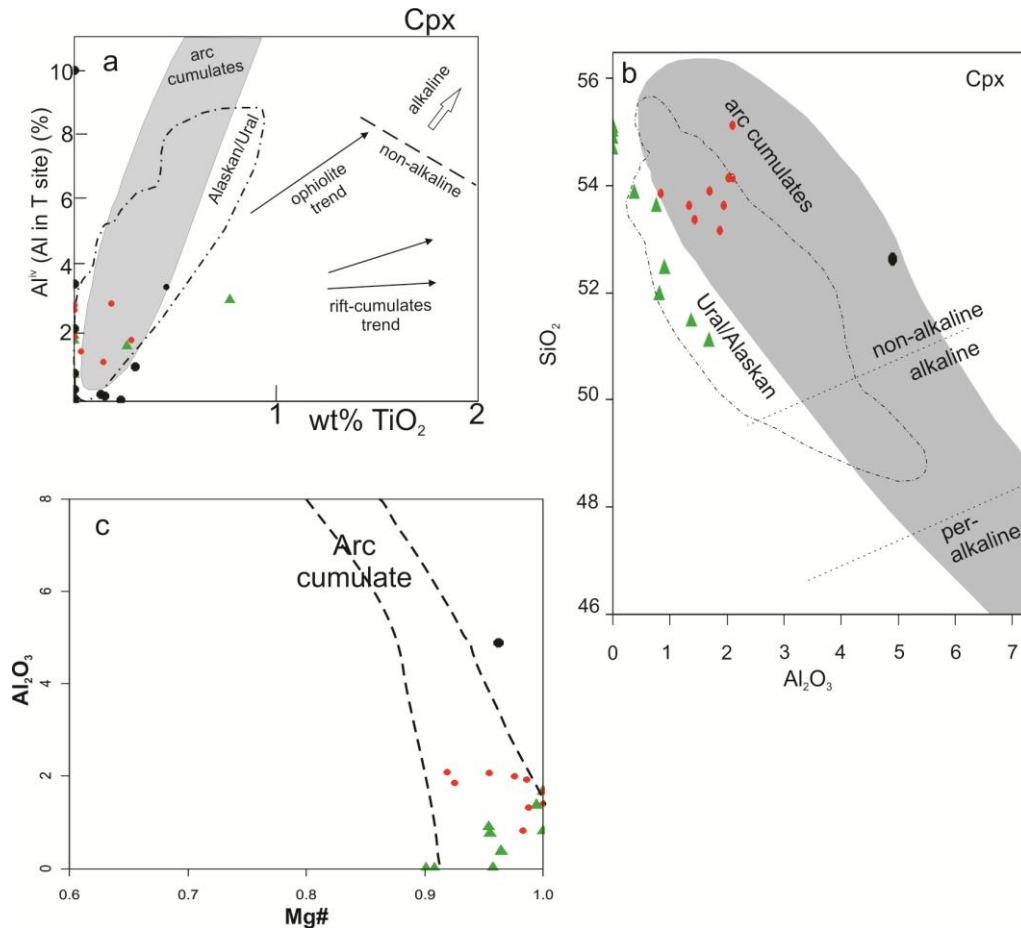 Cpx
a
arc
cumulates
10
8
6
4
2
Al^iv (Al in T site) (%)
Alaskan/Ural
ophiolite
trend
alkaline
non-alkaline
rift-cumulates
trend
1
2
wt% TiO₂
b
Cpx
56
54
52
50
48
46
SiO₂
arc cumulates
Ural/Alaskan
non-alkaline
alkaline
per-
alkaline
0 1 2 3 4 5 6 7
Al₂O₃
c
Arc
cumulate
8
6
4
2
0
Al₂O₃
0.6 0.7 0.8 0.9 1.0
Mg#